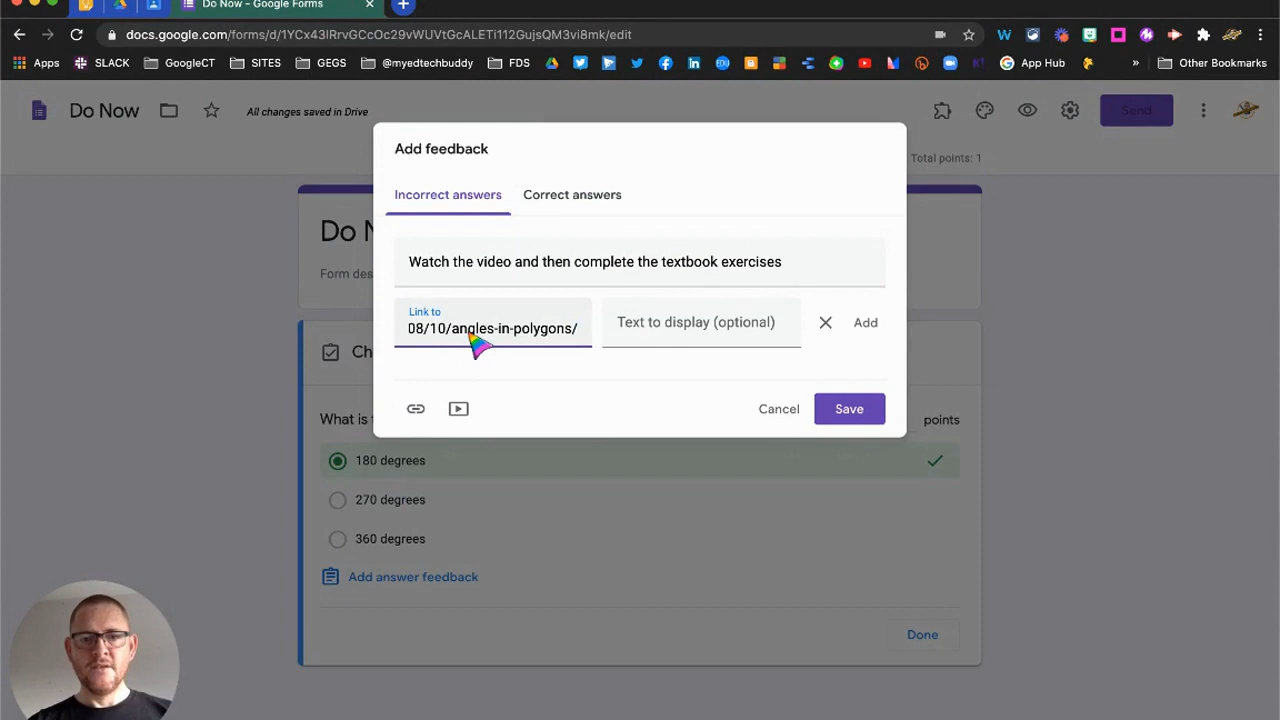 Do Now - Google Forms
docs.google.com/forms/d/1YCx43lRrvGCcOc29vWUVtGcALETi112GujsQM3vi8mk/edit
Apps SLACK GoogleCT SITES GEGS @myedtechbuddy FDS App Hub » Other Bookmarks
Do Now All changes saved in Drive Send
Total points: 1
Add feedback
Incorrect answers Correct answers
Do N
Form des
Watch the video and then complete the textbook exercises
Link to
08/10/angles-in-polygons/ Text to display (optional) Add
Ch
Cancel Save
What is points
180 degrees
270 degrees
360 degrees
Add answer feedback
Done